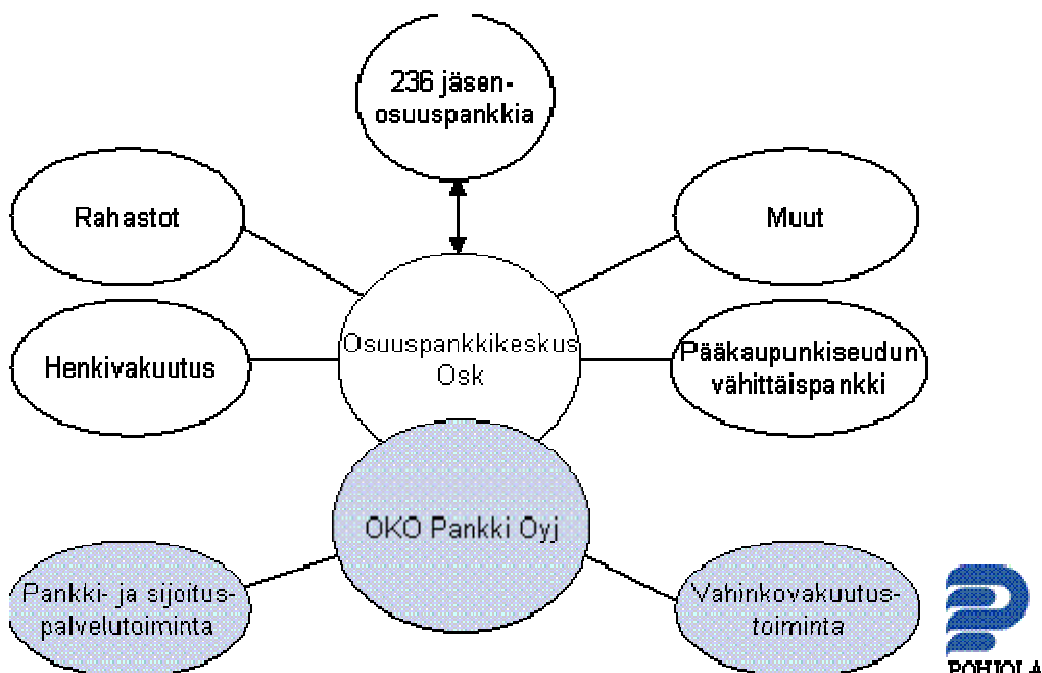 236 jäsen-
osuuspankkia
Rahastot
Muut
Osuuspankkikeskus
Osk
Henkivakuutus
Pääkaupunkiseudun
vähittäispankki
OKO Pankki Oyj
Pankki- ja sijoitus-
palvelutoiminta
Vahinkovakuutus-
toiminta
POHJOLA